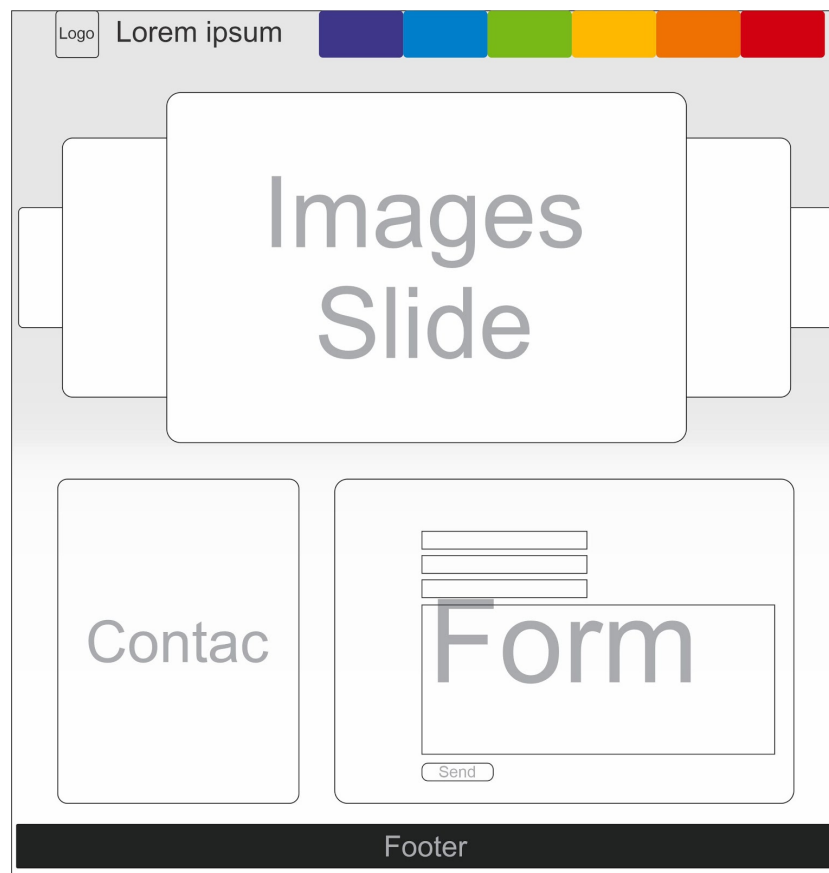 Logo
Lorem ipsum
Images
Slide
Contac
Form
Send
Footer